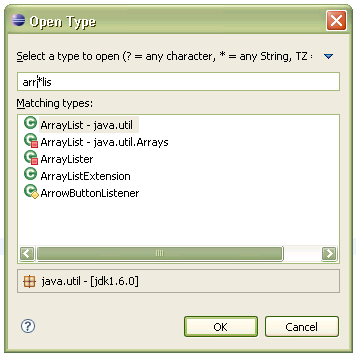 Open Type
Select a type to open (? = any character, * = any String, TZ =
arr*lis
Matching types:
ArrayList - java.util
ArrayList - java.util.Arrays
ArrayLister
ArrayListExtension
ArrowButtonListener
java.util - [jdk1.6.0]
?
OK
Cancel